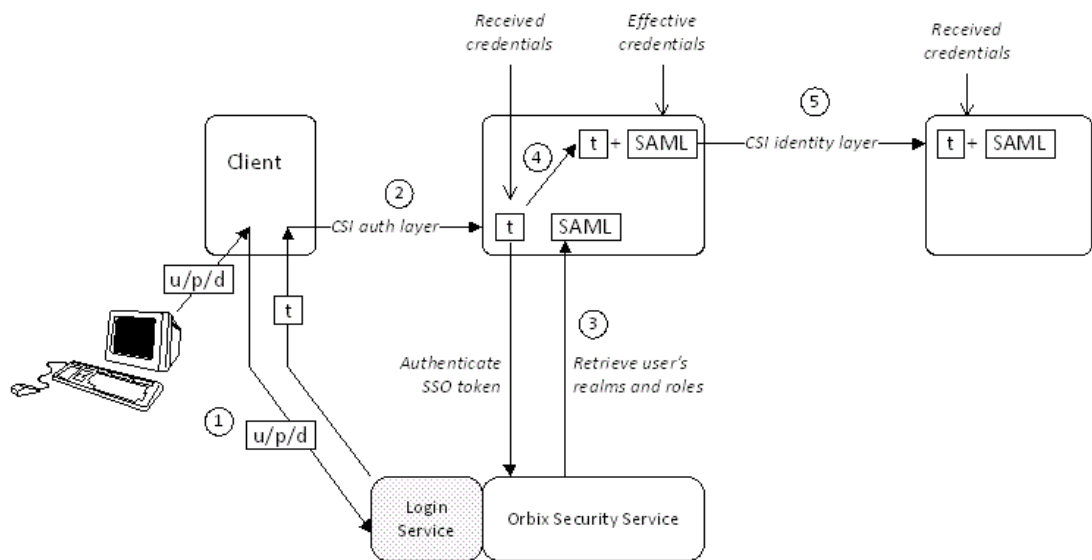 Received
credentials
Effective
credentials
Received
credentials
5
Client
4
t + SAML
CSI identity layer
t + SAML
2
CSI auth layer
t
SAML
u/p/d
t
3
Authenticate
SSO token
Retrieve user's
realms and roles
1
u/p/d
Login
Service
Orbix Security Service